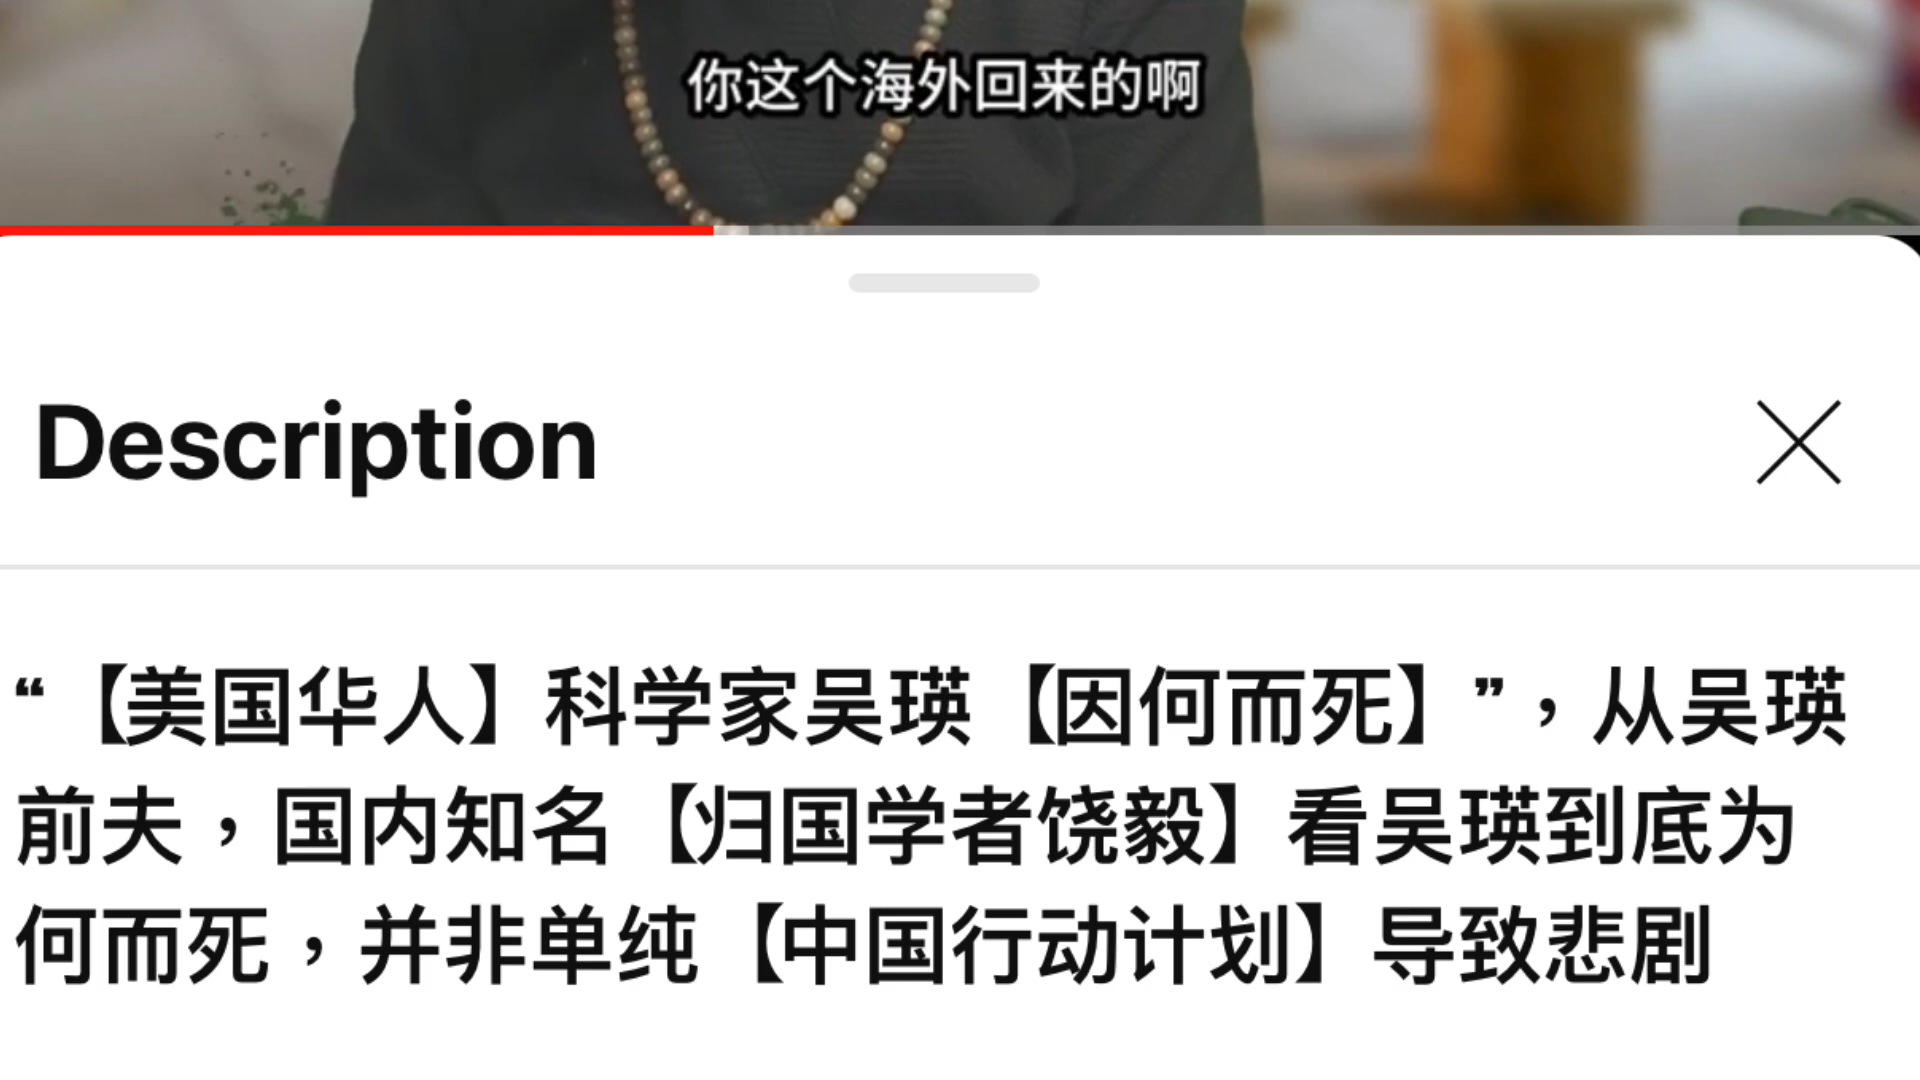 你这个海外回来的啊
Description
“【美国华人】科学家吴瑛【因何而死】”，从吴瑛
前夫，国内知名【归国学者饶毅】看吴瑛到底为
何而死，并非单纯【中国行动计划】导致悲剧